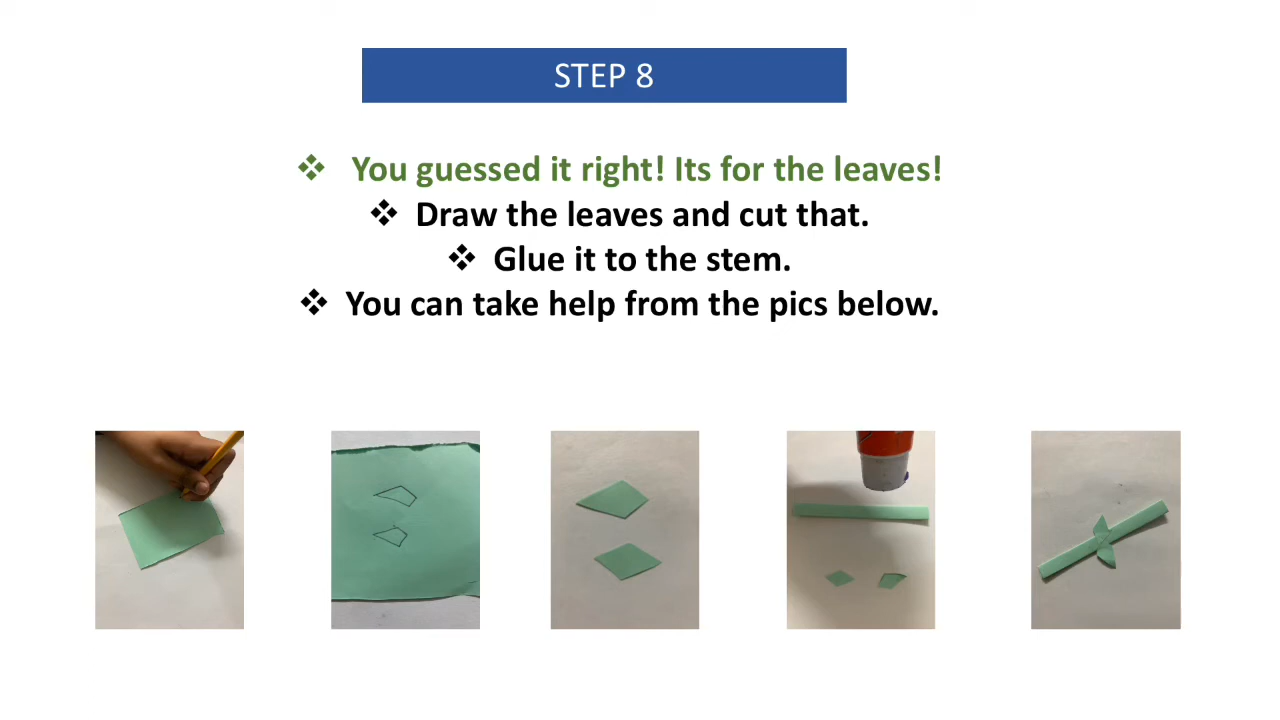 STEP 8
❖ You guessed it right! Its for the leaves!
❖ Draw the leaves and cut that.
❖ Glue it to the stem.
❖ You can take help from the pics below.